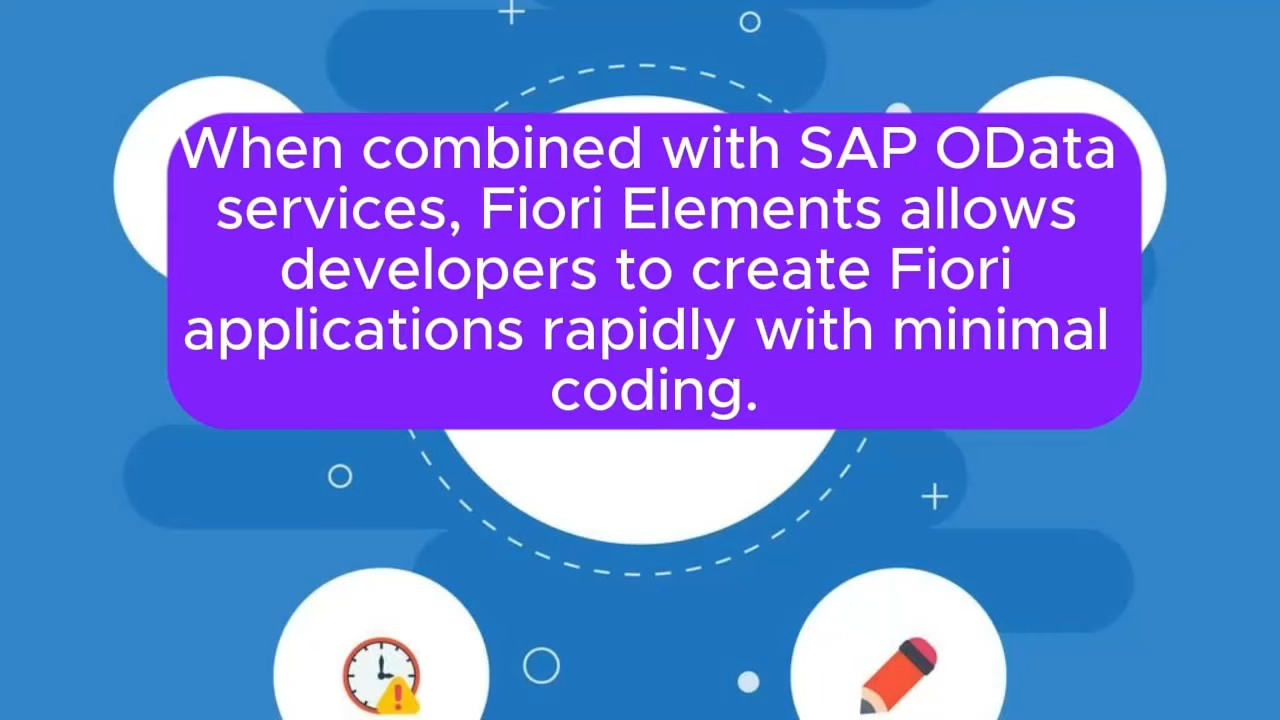 When combined with SAP OData
services, Fiori Elements allows
developers to create Fiori
applications rapidly with minimal
coding.